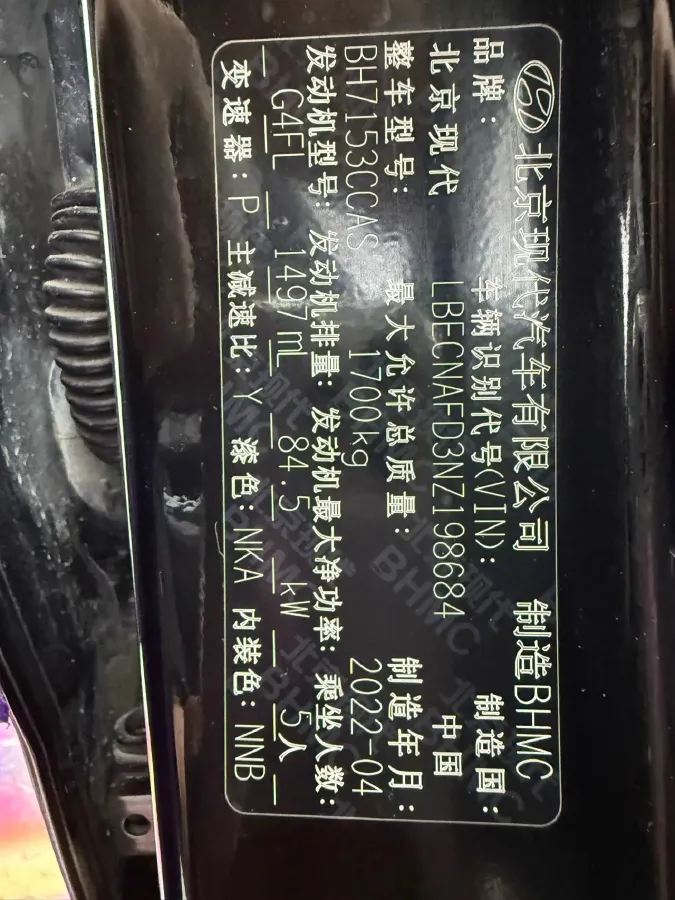 北京现代汽车有限公司 制造BHMC
品牌: 车辆识别代号(VIN): 制造国:
北京现代 LBECNAFD3NZ198684 中国
整车型号: 最大允许总质量: 制造年月:
BH7153CCAS 1700kg 2022-04
发动机型号: 发动机排量: 发动机最大净功率: 乘坐人数:
G4FL 1497mL 84.5 kW 5人
变速器: P 主减速比: Y 漆色: NKA 内装色: NNB